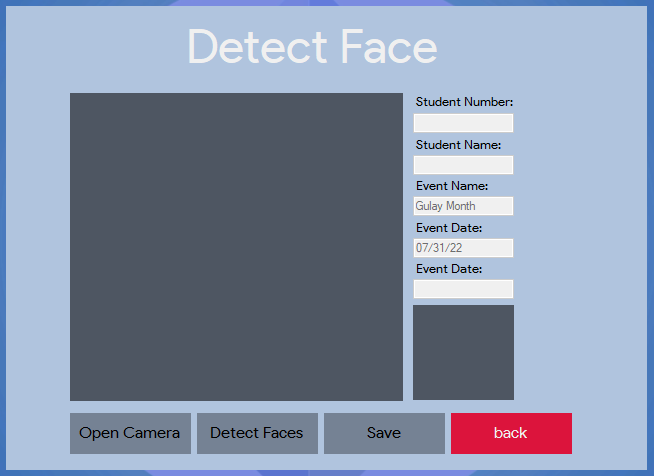 Detect Face
Student Number:
Student Name:
Event Name:
Gulay Month
Event Date:
07/31/22
Event Date:
Open Camera
Detect Faces
Save
back